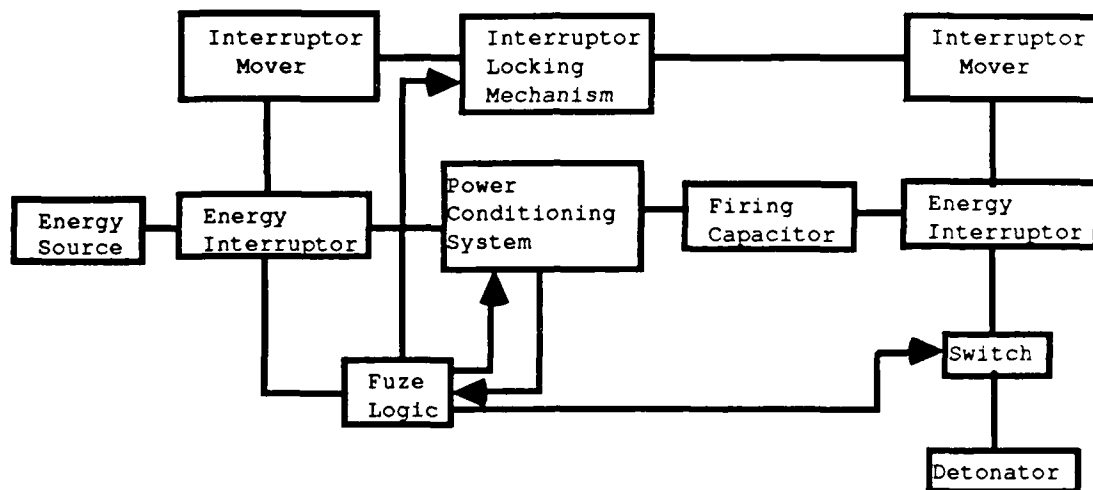 Interruptor
Mover
Interruptor
Locking
Mechanism
Interruptor
Mover
Energy
Source
Energy
Interruptor
Power
Conditioning
System
Firing
Capacitor
Energy
Interruptor
Fuze
Logic
Switch
Detonator